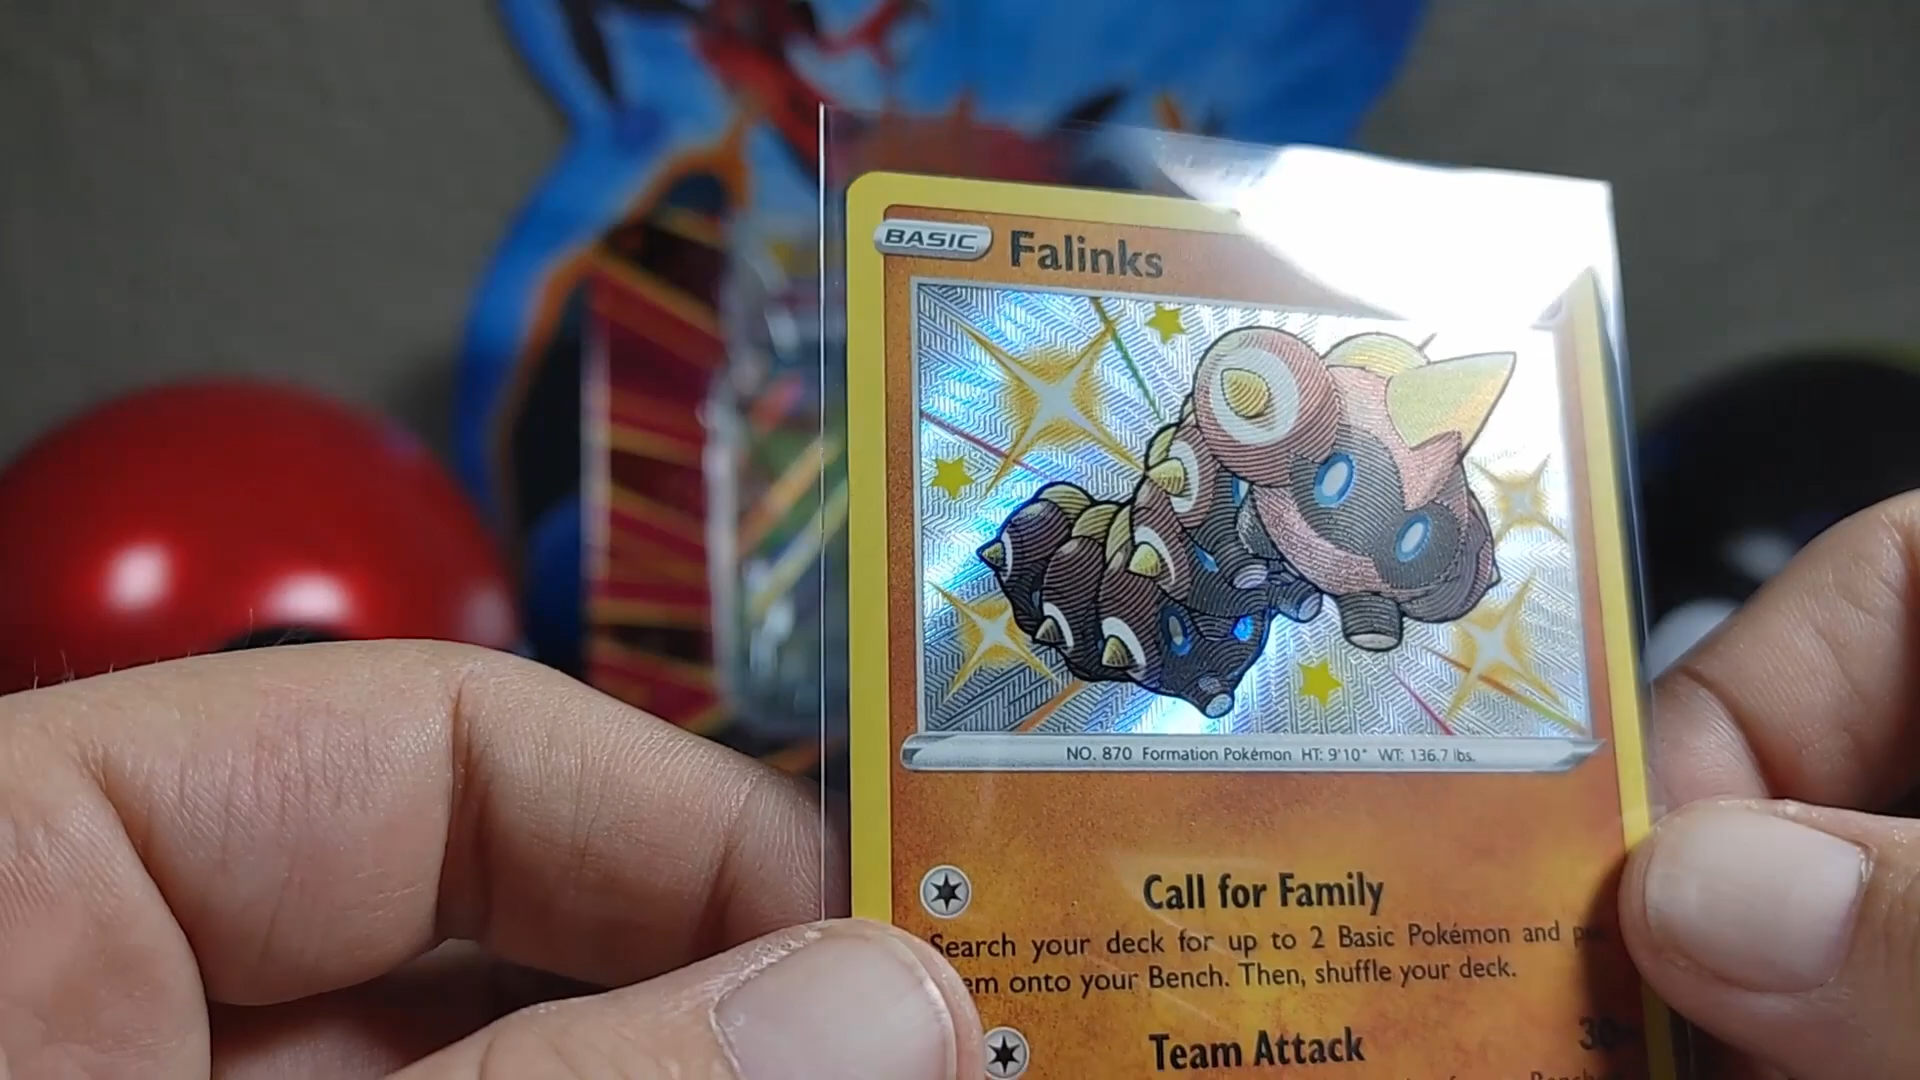 BASIC Falinks
NO. 870 Formation Pokémon HT: 9'10" WT: 136.7 lbs.
Call for Family
Search your deck for up to 2 Basic Pokémon and
onto your Bench. Then, shuffle your deck.
Team Attack